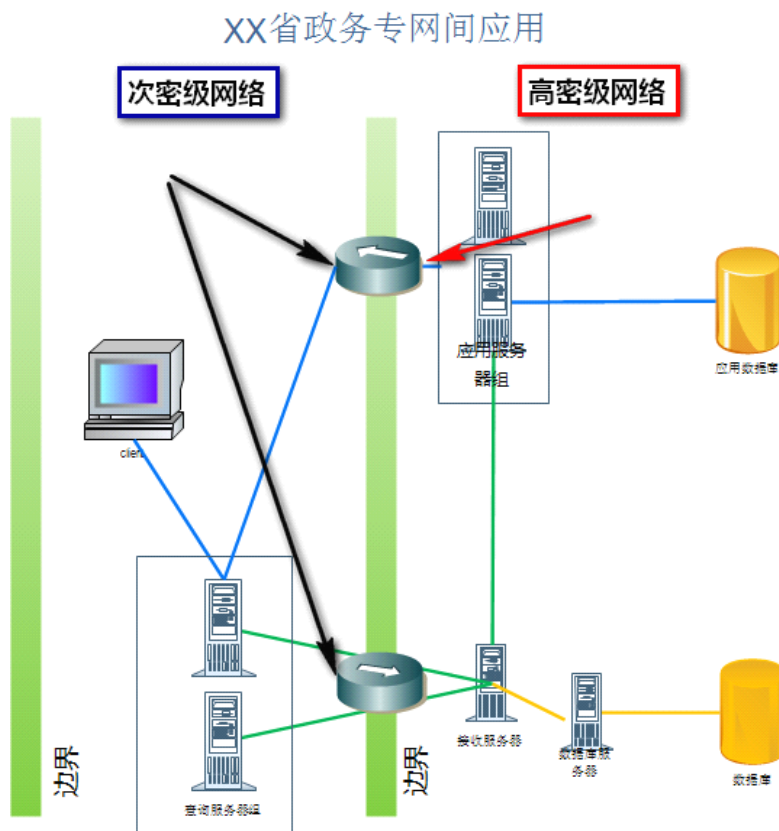 XX省政务专网间应用
次密级网络
高密级网络
应用服务
器组
应用数据库
client
边界
边界
查询服务器组
接收服务器
数据库服
务器
数据库